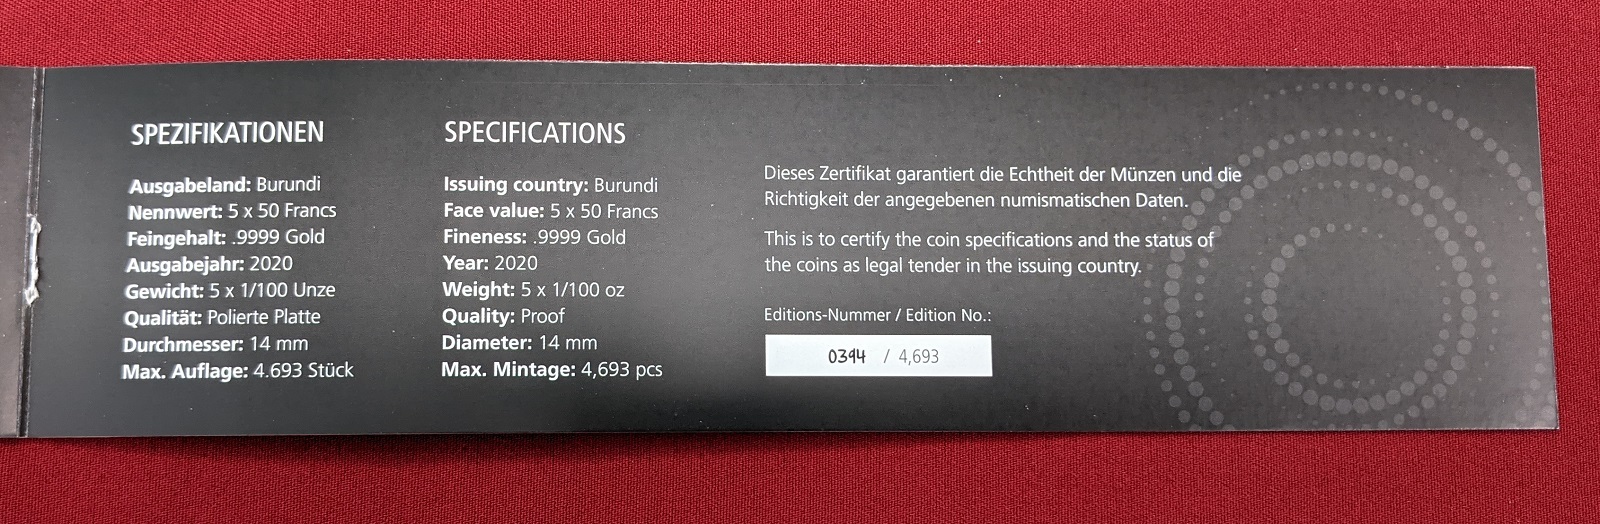 SPEZIFIKATIONEN
Ausgabeland: Burundi
Nennwert: 5 x 50 Francs
Feingehalt: .9999 Gold
Ausgabejahr: 2020
Gewicht: 5 x 1/100 Unze
Qualität: Polierte Platte
Durchmesser: 14 mm
Max. Auflage: 4.693 Stück
SPECIFICATIONS
Issuing country: Burundi
Face value: 5 x 50 Francs
Fineness: .9999 Gold
Year: 2020
Weight: 5 x 1/100 oz
Quality: Proof
Diameter: 14 mm
Max. Mintage: 4,693 pcs
Dieses Zertifikat garantiert die Echtheit der Münzen und die
Richtigkeit der angegebenen numismatischen Daten.
This is to certify the coin specifications and the status of
the coins as legal tender in the issuing country.
Editions-Nummer / Edition No.:
0394 / 4,693